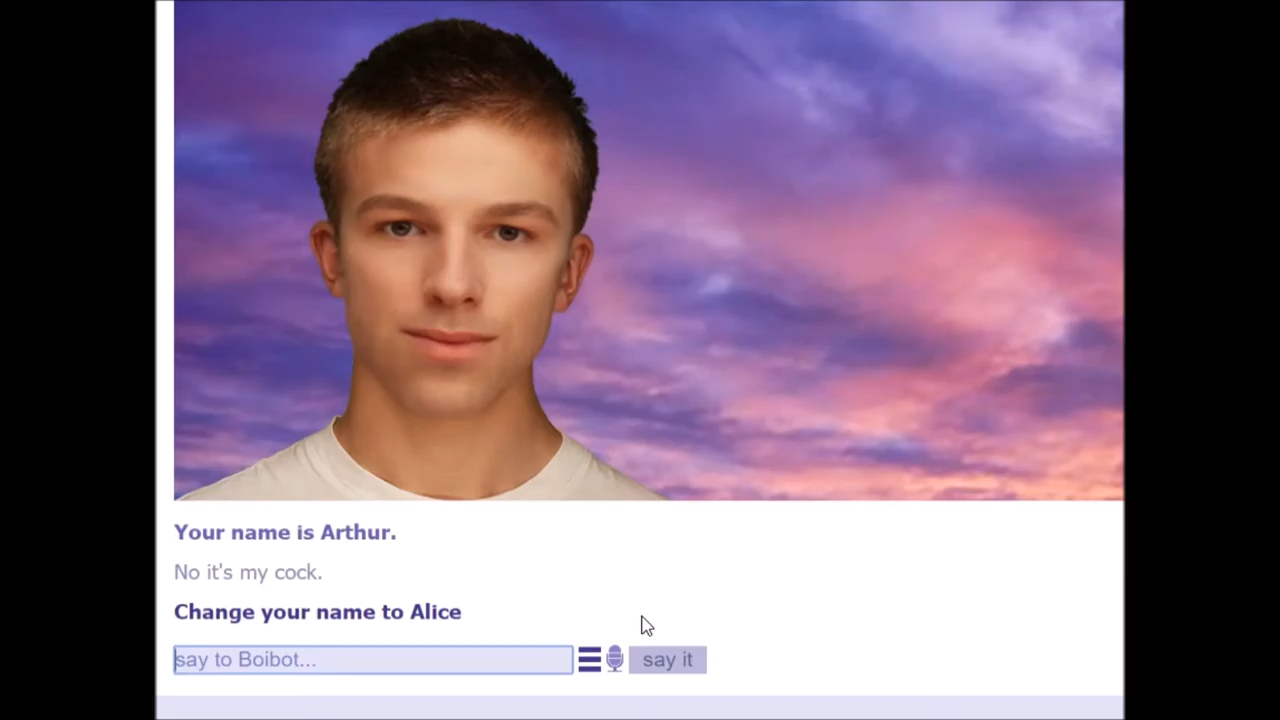 Your name is Arthur.
No it's my cock.
Change your name to Alice
say to Boibot...
say it